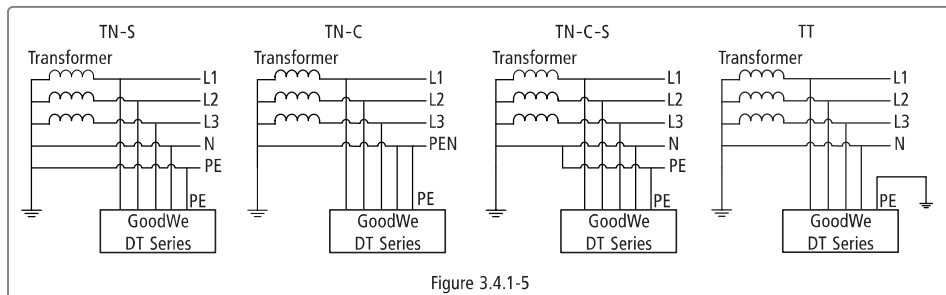 TN-S
Transformer
L1
L2
L3
N
PE
PE
GoodWe
DT Series
TN-C
Transformer
L1
L2
L3
PEN
PE
GoodWe
DT Series
TN-C-S
Transformer
L1
L2
L3
N
PE
PE
GoodWe
DT Series
TT
Transformer
L1
L2
L3
N
PE
GoodWe
DT Series
Figure 3.4.1-5